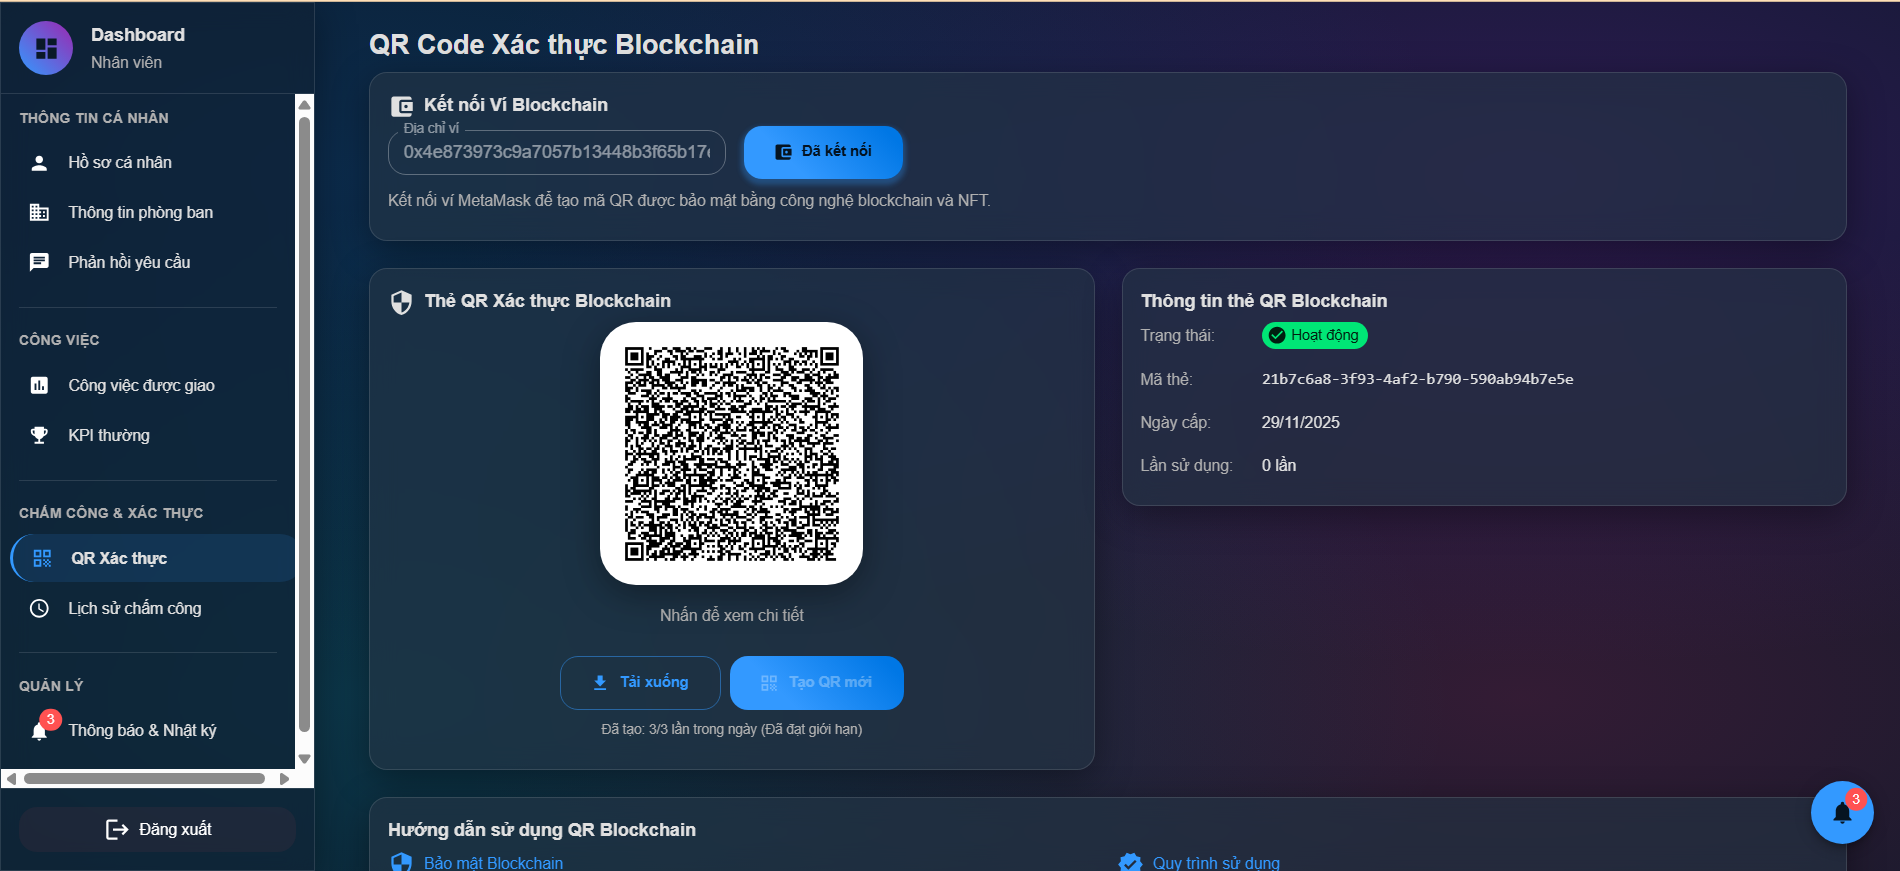 Dashboard
Nhân viên
THÔNG TIN CÁ NHÂN
Hồ sơ cá nhân
Thông tin phòng ban
Phản hồi yêu cầu
CÔNG VIỆC
Công việc được giao
KPI thưởng
CHẤM CÔNG & XÁC THỰC
QR Xác thực
Lịch sử chấm công
QUẢN LÝ
3
Thông báo & Nhật ký
Đăng xuất
QR Code Xác thực Blockchain
Kết nối Ví Blockchain
Địa chỉ ví
0x4e873973c9a7057b13448b3f65b17
Đã kết nối
Kết nối ví MetaMask để tạo mã QR được bảo mật bằng công nghệ blockchain và NFT.
Thẻ QR Xác thực Blockchain
Nhấn để xem chi tiết
Tải xuống
Tạo QR mới
Đã tạo: 3/3 lần trong ngày (Đã đạt giới hạn)
Thông tin thẻ QR Blockchain
Trạng thái: Hoạt động
Mã thẻ: 21b7c6a8-3f93-4af2-b790-590ab94b7e5e
Ngày cấp: 29/11/2025
Lần sử dụng: 0 lần
Hướng dẫn sử dụng QR Blockchain
Bảo mật Blockchain
Quy trình sử dụng
3